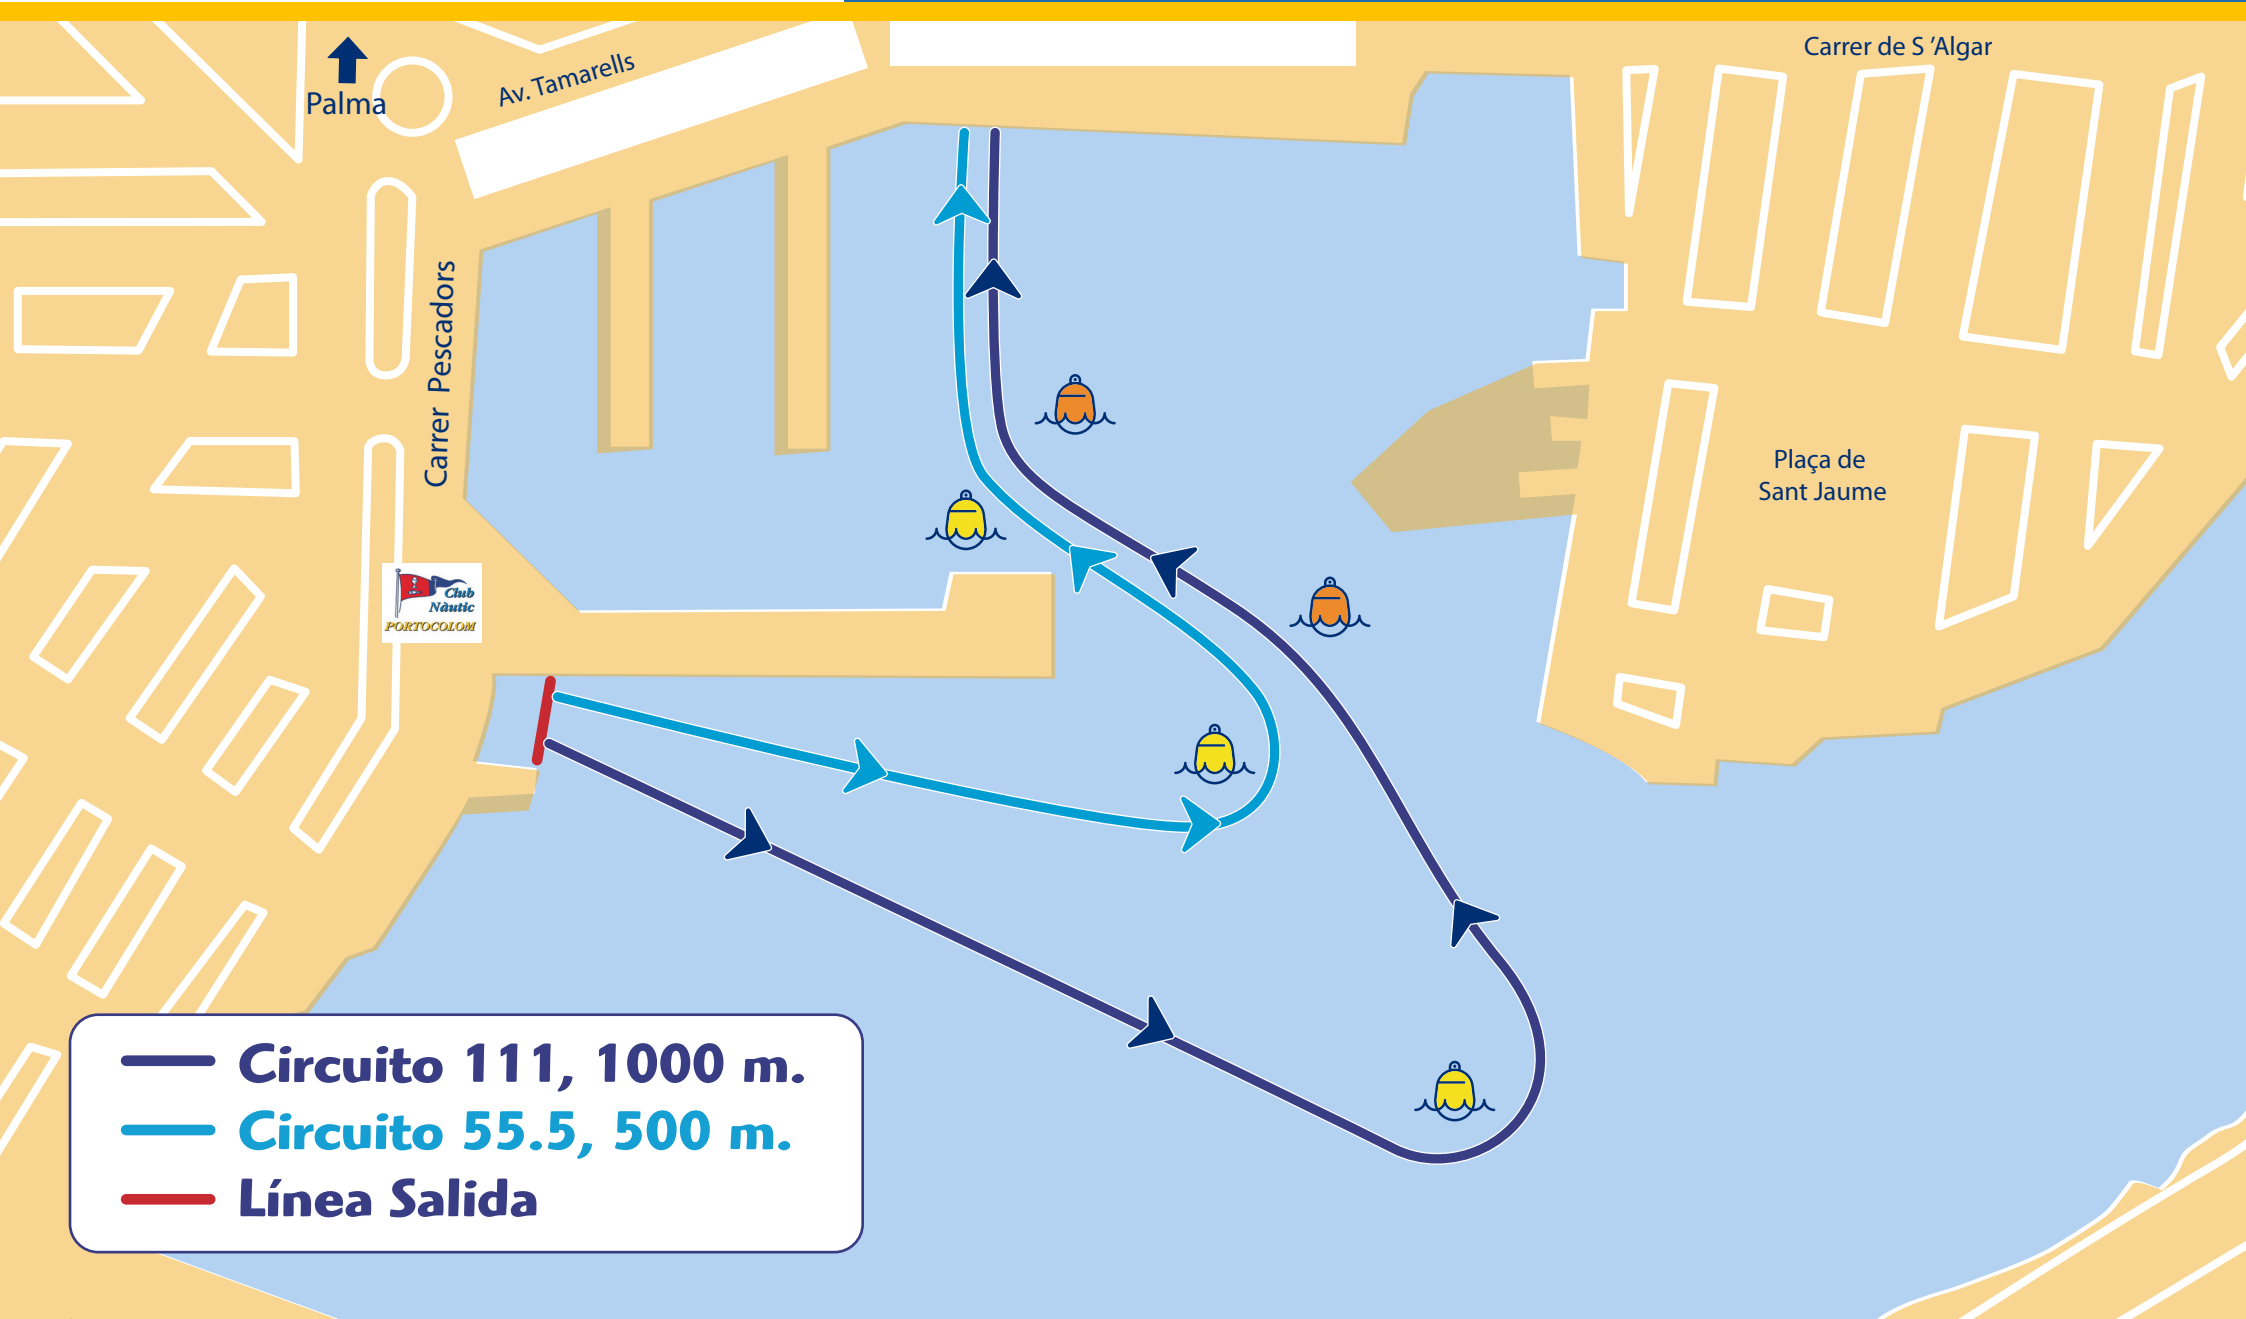 Carrer de S ’Algar
Av. Tamarells
Palma
Carrer Pescadors
Plaça de
Sant Jaume
Club
Nàutic
PORTOCOLOM
Circuito 111, 1000 m.
Circuito 55.5, 500 m.
Línea Salida